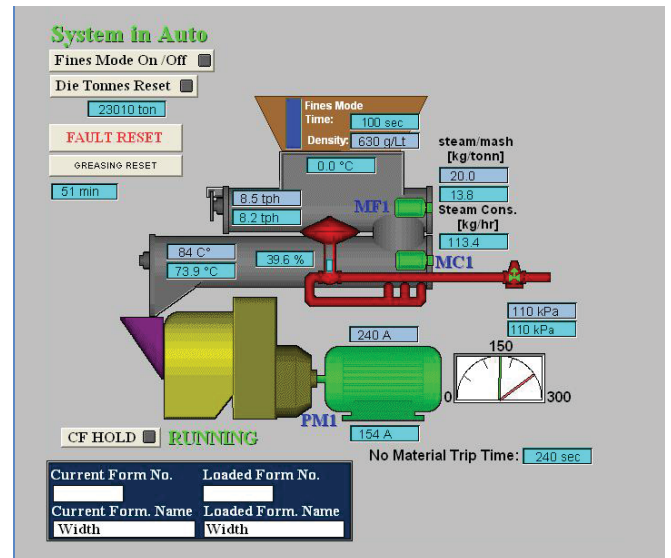 System in Auto
Fines Mode On /Off
Die Tonnes Reset
23010 ton
FAULT RESET
GREASING RESET
51 min
Fines Mode
Time: 100 sec
Density: 630 g/Lt
0.0 °C
steam/mash
[kg/tonn]
20.0
13.8
Steam Cons.
[kg/hr]
113.4
8.5 tph
8.2 tph
MF1
84 C°
73.9 °C
39.6 %
MC1
110 kPa
110 kPa
240 A
150
0
300
PM1
154 A
CF HOLD
RUNNING
No Material Trip Time: 240 sec
Current Form No. Loaded Form No.
Current Form. Name Loaded Form. Name
Width Width